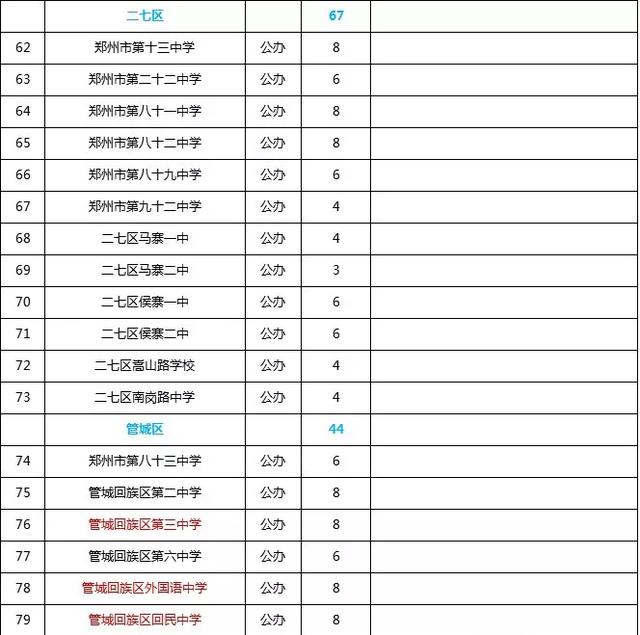 二七区 67
62 郑州市第十三中学 公办 8
63 郑州市第二十二中学 公办 6
64 郑州市第八十一中学 公办 8
65 郑州市第八十二中学 公办 8
66 郑州市第八十九中学 公办 6
67 郑州市第九十二中学 公办 4
68 二七区马寨一中 公办 4
69 二七区马寨二中 公办 3
70 二七区侯寨一中 公办 6
71 二七区侯寨二中 公办 6
72 二七区嵩山路学校 公办 4
73 二七区南岗路中学 公办 4
管城区 44
74 郑州市第八十三中学 公办 6
75 管城回族区第二中学 公办 8
76 管城回族区第三中学 公办 8
77 管城回族区第六中学 公办 6
78 管城回族区外国语中学 公办 8
79 管城回族区回民中学 公办 8